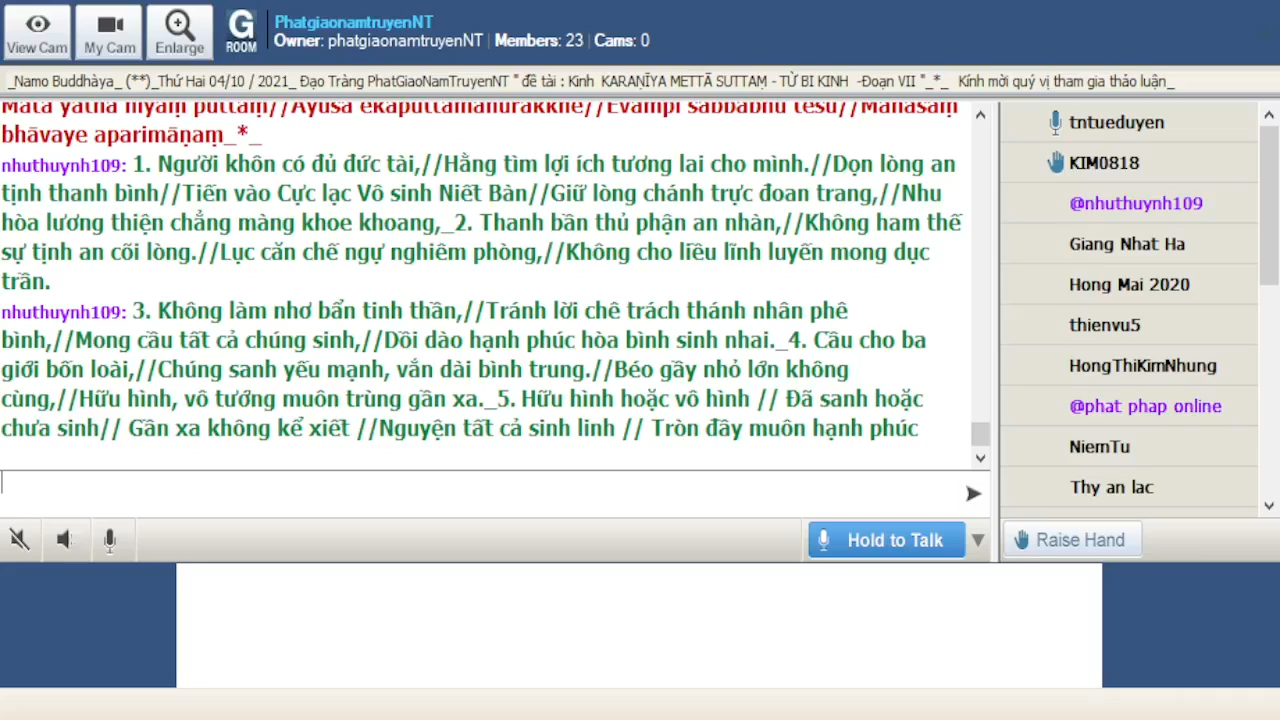 View Cam
My Cam
Enlarge
G
ROOM
PhatgiaonamtruyenNT
Owner: phatgiaonamtruyenNT | Members: 23 | Cams: 0
_Namo Buddhàya_ (**)_Thứ Hai 04/10 / 2021_ Đạo Tràng PhatGiaoNamTruyenNT " đề tài : Kinh KARAṆĪYA METTĀ SUTTAṂ - TỪ BI KINH -Đoạn VII "_*_ Kính mời quý vị tham gia thảo luận_
Mātā yathā niyaṃ puttaṃ//Āyusā ekaputtamanurakkhe//Evampi sabbabhū tesu//Mānasaṃ
bhāvaye aparimāṇaṃ_*_
nhuthuynh109: 1. Người khôn có đủ đức tài,//Hằng tìm lợi ích tương lai cho mình.//Dọn lòng an
tịnh thanh bình//Tiến vào Cực lạc Vô sinh Niết Bàn//Giữ lòng chánh trực đoan trang,//Nhu
hòa lương thiện chẳng màng khoe khoang,_2. Thanh bần thủ phận an nhàn,//Không ham thế
sự tịnh an cõi lòng.//Lục căn chế ngự nghiêm phòng,//Không cho liều lĩnh luyến mong dục
trần.
nhuthuynh109: 3. Không làm nhơ bẩn tinh thần,//Tránh lời chê trách thánh nhân phê
bình,//Mong cầu tất cả chúng sinh,//Dồi dào hạnh phúc hòa bình sinh nhai._4. Cầu cho ba
giới bốn loài,//Chúng sanh yếu mạnh, vắn dài bình trung.//Béo gầy nhỏ lớn không
cùng,//Hữu hình, vô tướng muôn trùng gần xa._5. Hữu hình hoặc vô hình // Đã sanh hoặc
chưa sinh// Gần xa không kể xiết //Nguyện tất cả sinh linh // Tròn đầy muôn hạnh phúc
Hold to Talk
tntueduyen
KIM0818
@nhuthuynh109
Giang Nhat Ha
Hong Mai 2020
thienvu5
HongThiKimNhung
@phat phap online
NiemTu
Thy an lac
Raise Hand